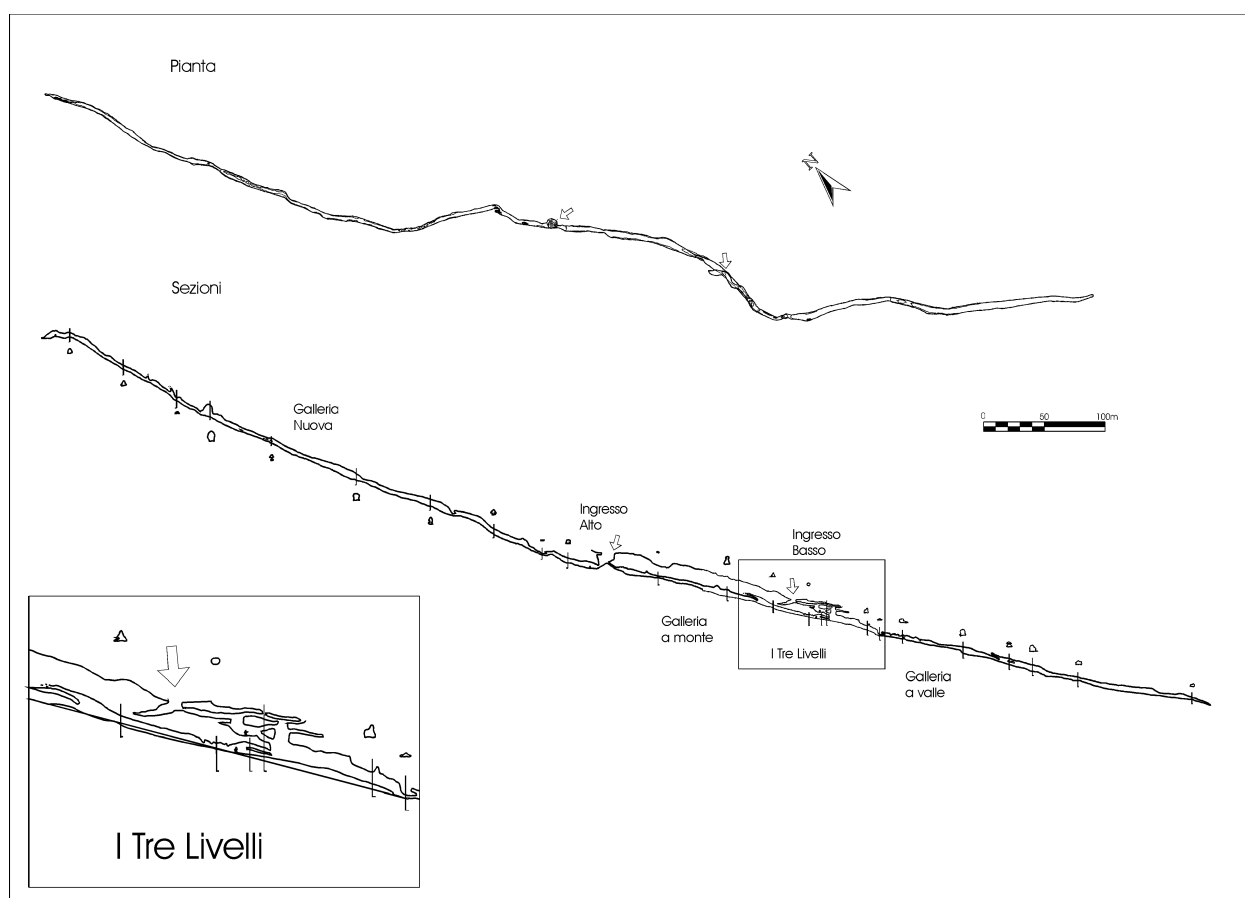 Pianta
N
Sezioni
Galleria
Nuova
0 50 100m
Ingresso
Alto
Ingresso
Basso
Galleria
a monte
I Tre Livelli
Galleria
a valle
I Tre Livelli